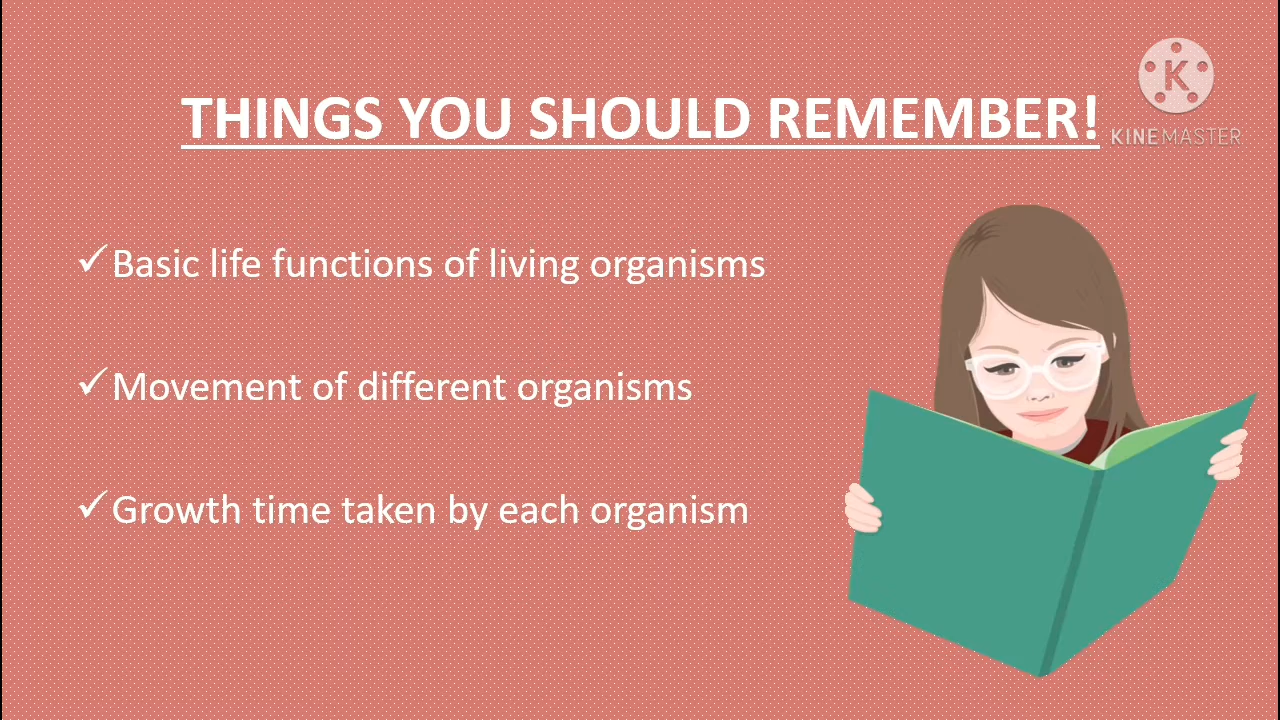 THINGS YOU SHOULD REMEMBER!
K
KINEMASTER
✓Basic life functions of living organisms
✓Movement of different organisms
✓Growth time taken by each organism